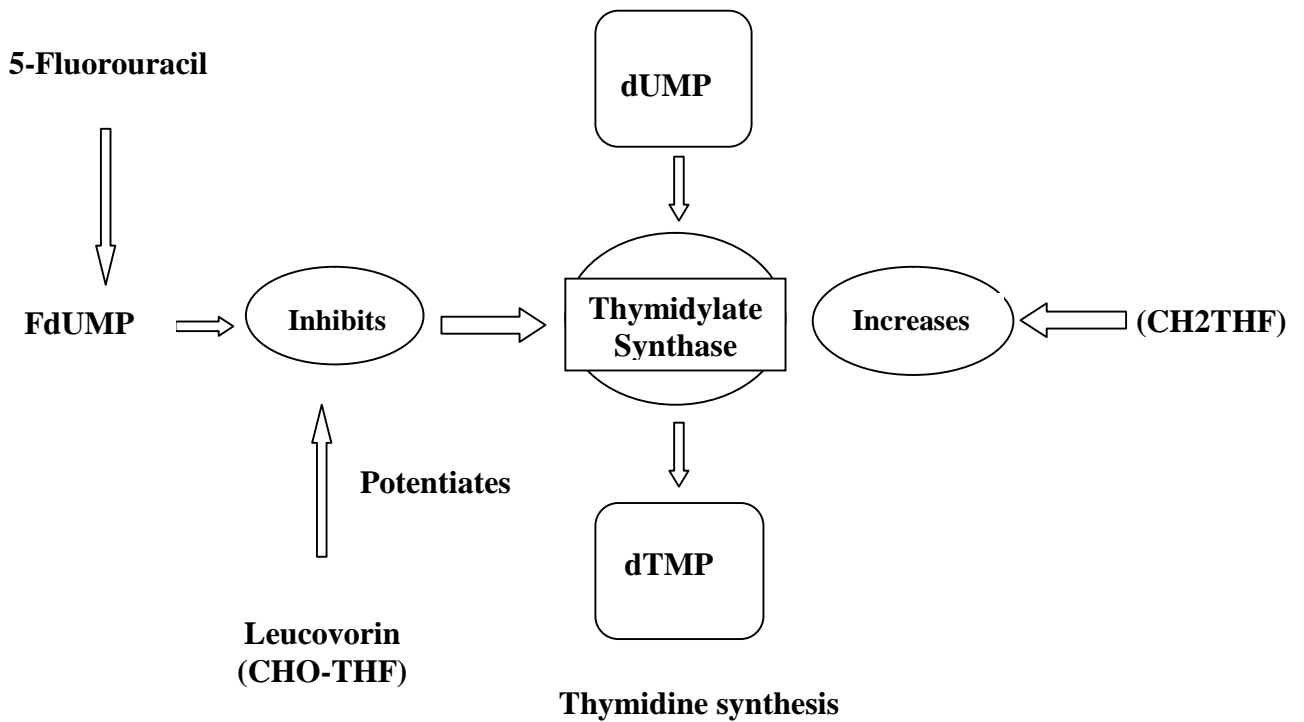 5-Fluorouracil
dUMP
FdUMP
Inhibits
Thymidylate
Synthase
Increases
(CH2THF)
Potentiates
dTMP
Leucovorin
(CHO-THF)
Thymidine synthesis